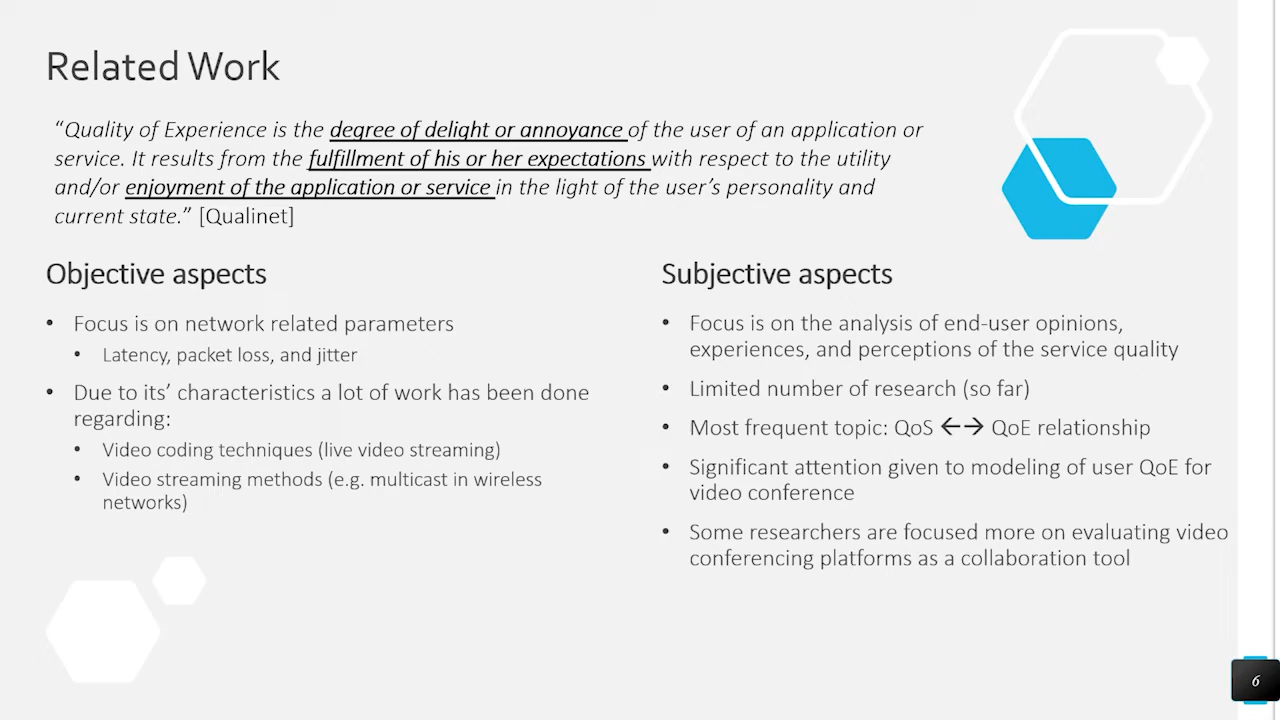 Related Work
“Quality of Experience is the degree of delight or annoyance of the user of an application or
service. It results from the fulfillment of his or her expectations with respect to the utility
and/or enjoyment of the application or service in the light of the user’s personality and
current state.” [Qualinet]
Objective aspects
• Focus is on network related parameters
• Latency, packet loss, and jitter
• Due to its’ characteristics a lot of work has been done
regarding:
• Video coding techniques (live video streaming)
• Video streaming methods (e.g. multicast in wireless
networks)
Subjective aspects
• Focus is on the analysis of end-user opinions,
experiences, and perceptions of the service quality
• Limited number of research (so far)
• Most frequent topic: QoS ←→ QoE relationship
• Significant attention given to modeling of user QoE for
video conference
• Some researchers are focused more on evaluating video
conferencing platforms as a collaboration tool
6